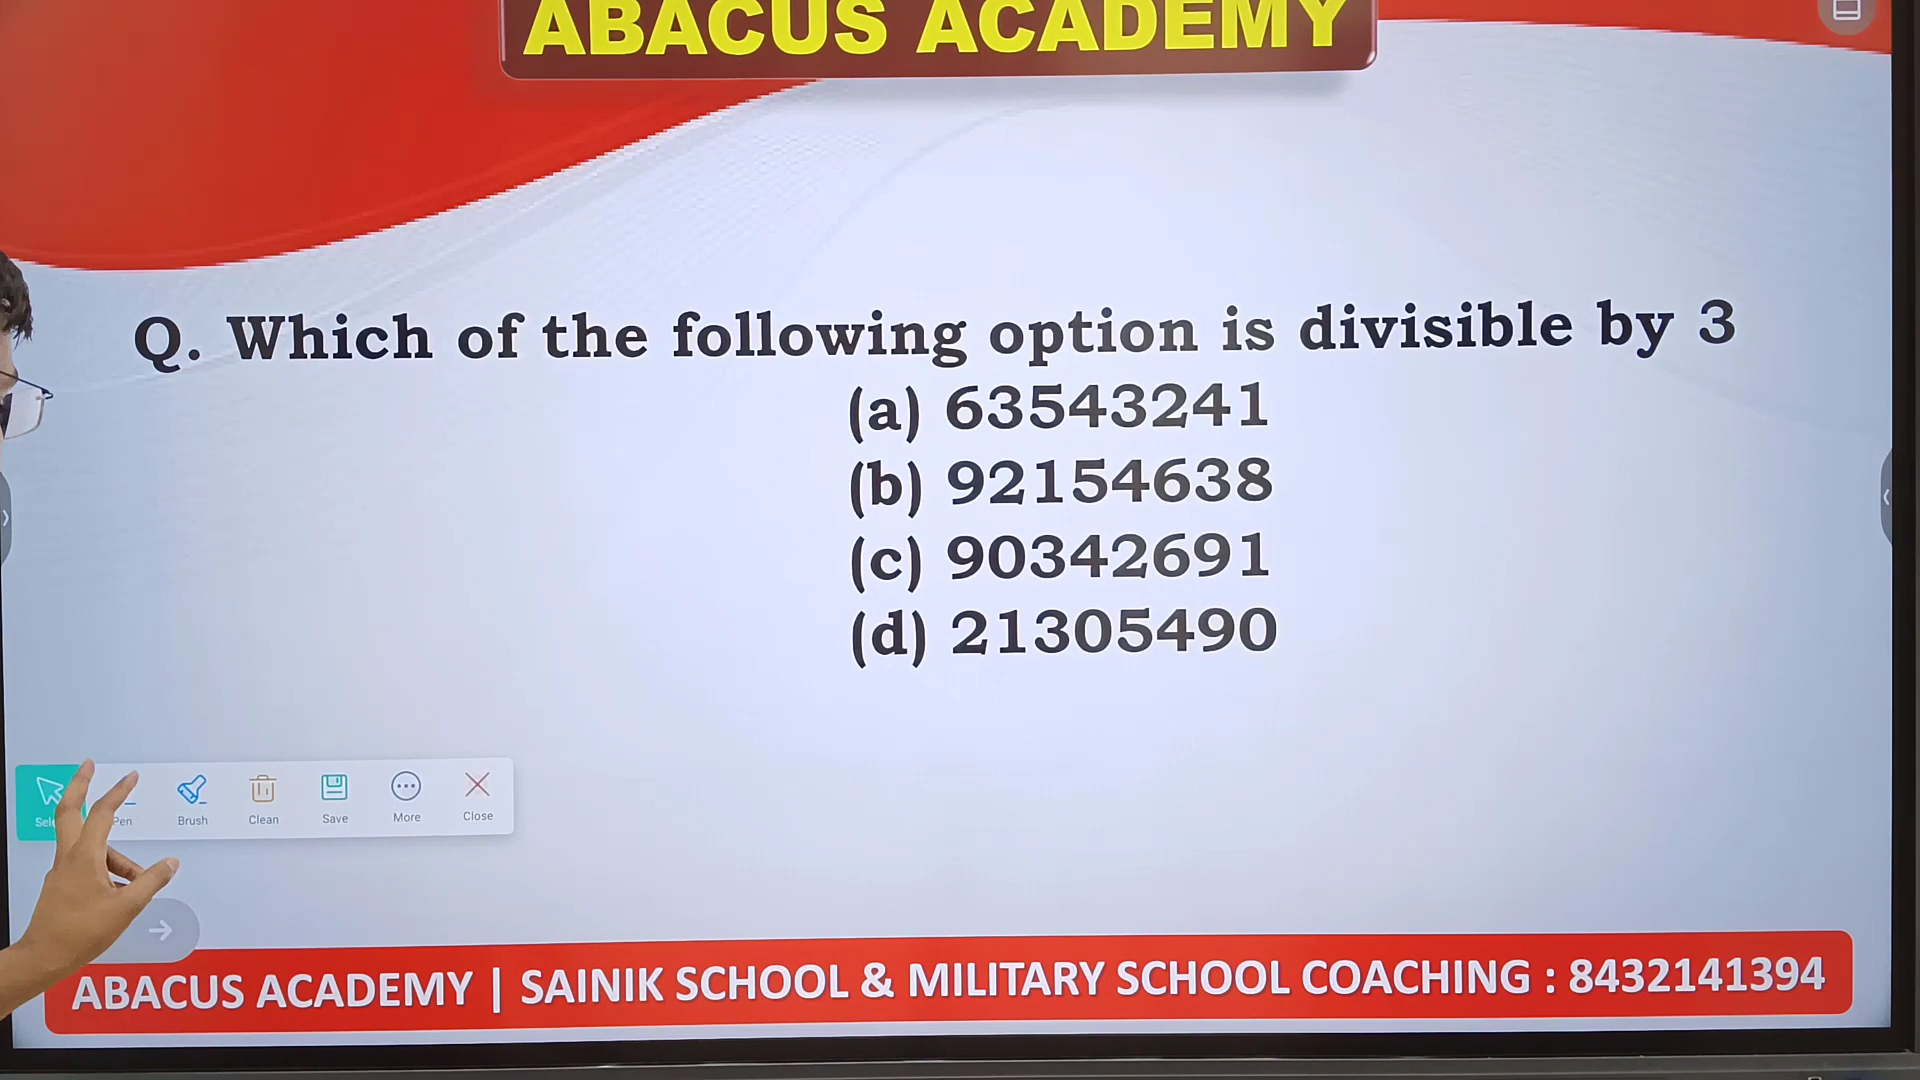 ABACUS ACADEMY
Q. Which of the following option is divisible by 3
(a) 63543241
(b) 92154638
(c) 90342691
(d) 21305490
Pen
Brush
Clean
Save
More
Close
ABACUS ACADEMY | SAINIK SCHOOL & MILITARY SCHOOL COACHING : 8432141394